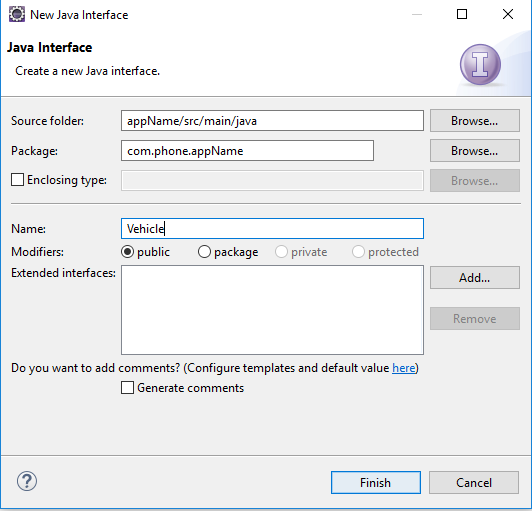 New Java Interface
Java Interface
Create a new Java interface.
I
Source folder: appName/src/main/java Browse...
Package: com.phone.appName Browse...
Enclosing type: Browse...
Name: Vehicle
Modifiers: public package private protected
Extended interfaces: Add...
Remove
Do you want to add comments? (Configure templates and default value here)
Generate comments
? Finish Cancel